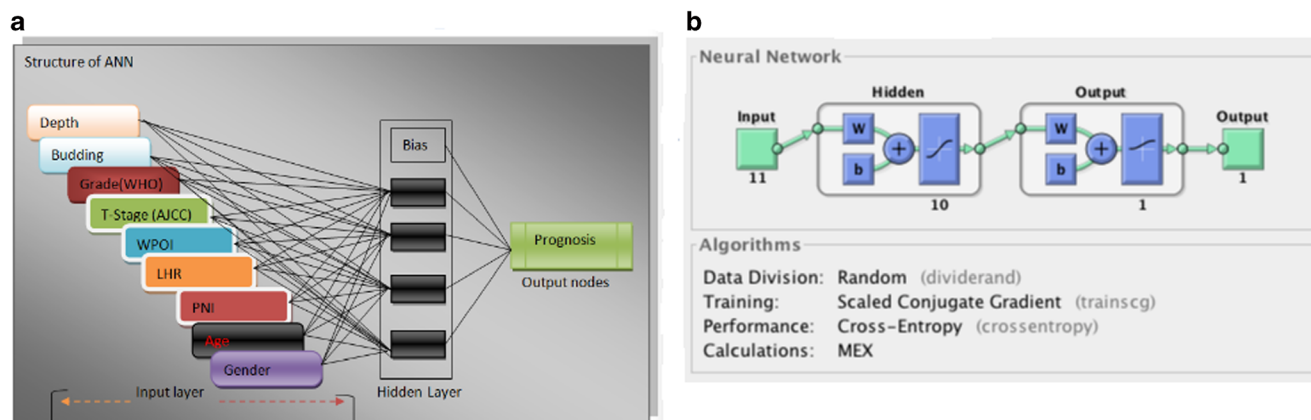 a
Structure of ANN
Depth
Budding
Grade(WHO)
T-Stage (AJCC)
WPOI
LHR
PNI
Age
Gender
Input layer
Bias
Hidden Layer
Prognosis
Output nodes
b
Neural Network
Hidden
Output
Input
Output
W
b
W
b
11
10
1
1
Algorithms
Data Division: Random (dividerand)
Training: Scaled Conjugate Gradient (trainscg)
Performance: Cross-Entropy (crossentropy)
Calculations: MEX